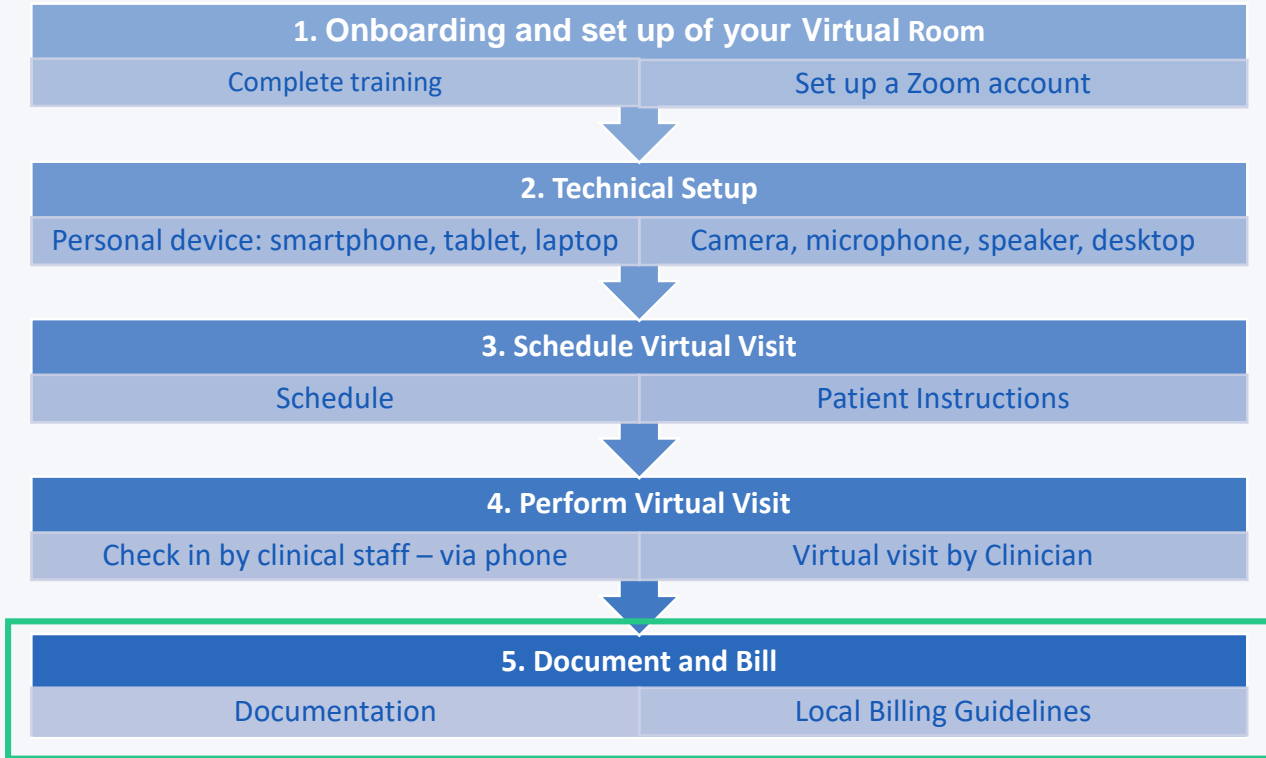 1. Onboarding and set up of your Virtual Room
Complete training
Set up a Zoom account
2. Technical Setup
Personal device: smartphone, tablet, laptop
Camera, microphone, speaker, desktop
3. Schedule Virtual Visit
Schedule
Patient Instructions
4. Perform Virtual Visit
Check in by clinical staff – via phone
Virtual visit by Clinician
5. Document and Bill
Documentation
Local Billing Guidelines